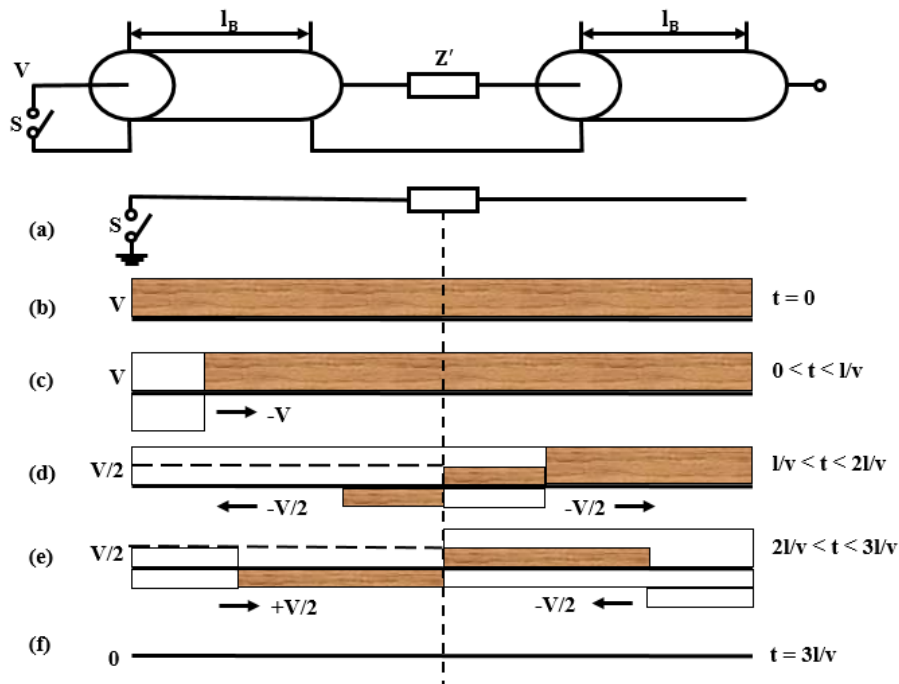 l_B l_B
V Z′
S
(a) S
(b) V t = 0
(c) V 0 < t < l/v
-V
(d) V/2 l/v < t < 2l/v
-V/2 -V/2
(e) V/2 2l/v < t < 3l/v
+V/2 -V/2
(f) 0 t = 3l/v